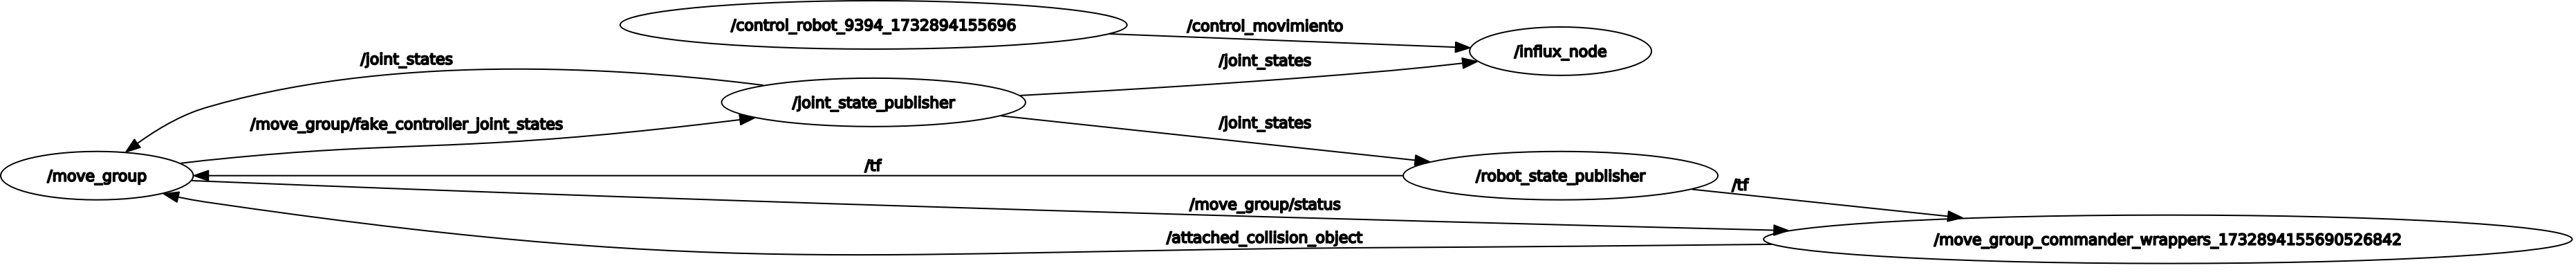 /control_robot_9394_1732894155696
/control_movimiento
/influx_node
/joint_states
/joint_states
/joint_state_publisher
/move_group/fake_controller_joint_states
/joint_states
/move_group
/tf
/robot_state_publisher
/tf
/move_group/status
/attached_collision_object
/move_group_commander_wrappers_1732894155690526842